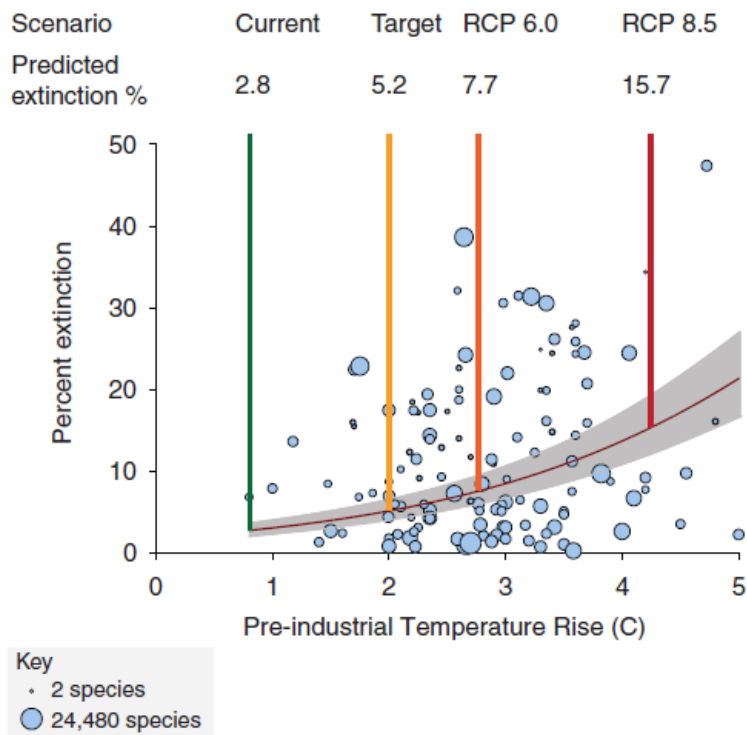 Scenario Current Target RCP 6.0 RCP 8.5
Predicted
extinction % 2.8 5.2 7.7 15.7
50
40
30
20
10
0
Percent extinction
0 1 2 3 4 5
Pre-industrial Temperature Rise (C)
Key
2 species
24,480 species